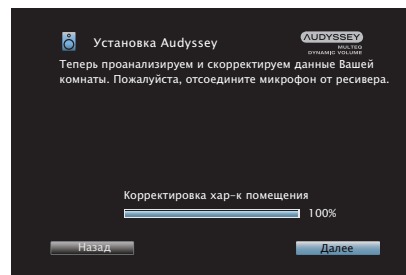 Установка Audyssey
AUDYSSEY
MULTEQ
DYNAMIC VOLUME
Теперь проанализируем и скорректируем данные Вашей
комнаты. Пожалуйста, отсоедините микрофон от ресивера.
Корректировка хар-к помещения
100%
Назад
Далее